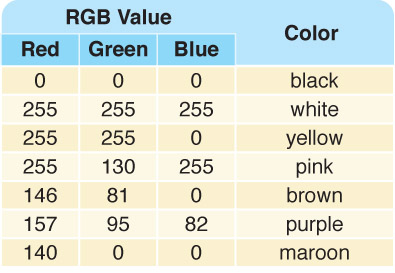 RGB Value
Color
Red Green Blue
0 0 0 black
255 255 255 white
255 255 0 yellow
255 130 255 pink
146 81 0 brown
157 95 82 purple
140 0 0 maroon